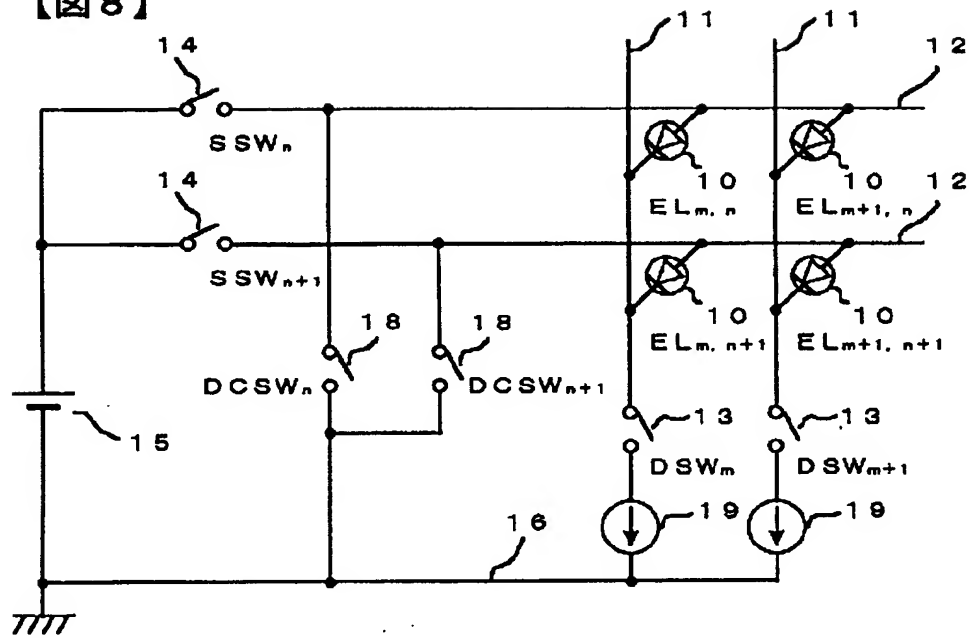 【図8】
11 11
14 12
SSWn
14 10 10 12
ELm, n ELm+1, n
SSWn+1
18 18 10 10
ELm, n+1 ELm+1, n+1
DCSWn DCSWn+1
13 13
15
DSWm DSWm+1
19 19
16